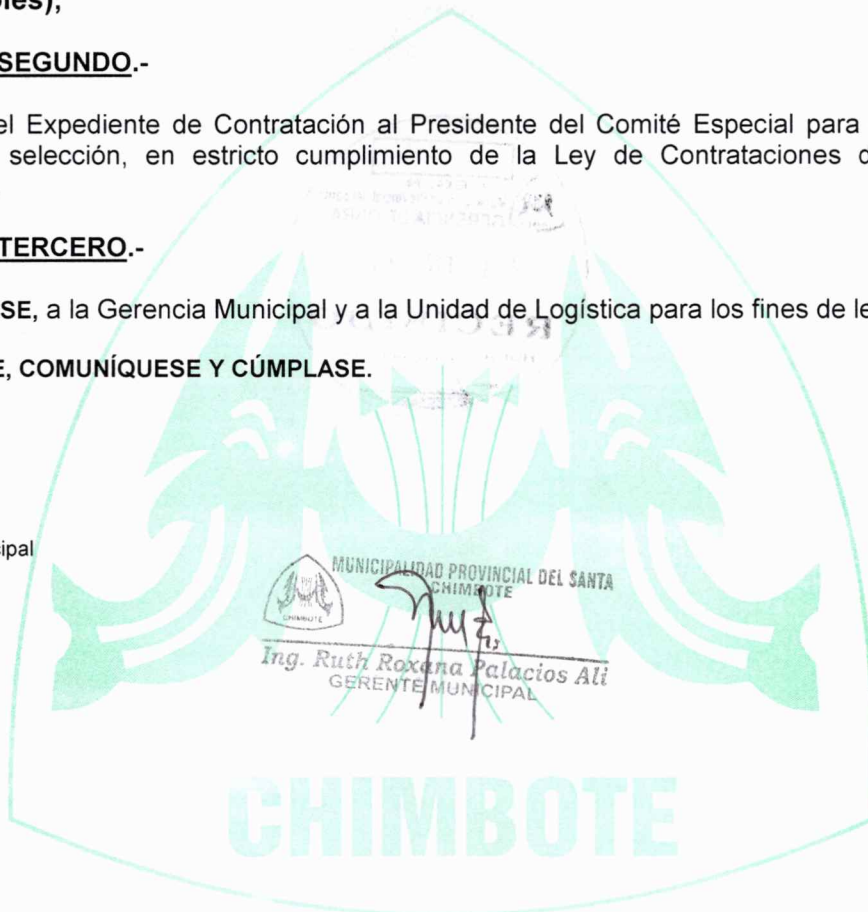 SEGUNDO.-
el Expediente de Contratación al Presidente del Comité Especial para
selección, en estricto cumplimiento de la Ley de Contrataciones
TERCERO.-
SE, a la Gerencia Municipal y a la Unidad de Logística para los fines de
E, COMUNÍQUESE Y CÚMPLASE.
cipal
MUNICIPALIDAD PROVINCIAL DEL SANTA
CHIMBOTE
CHIMBOTE
Ing. Ruth Roxana Palacios Ali
GERENTE MUNICIPAL
CHIMBOTE